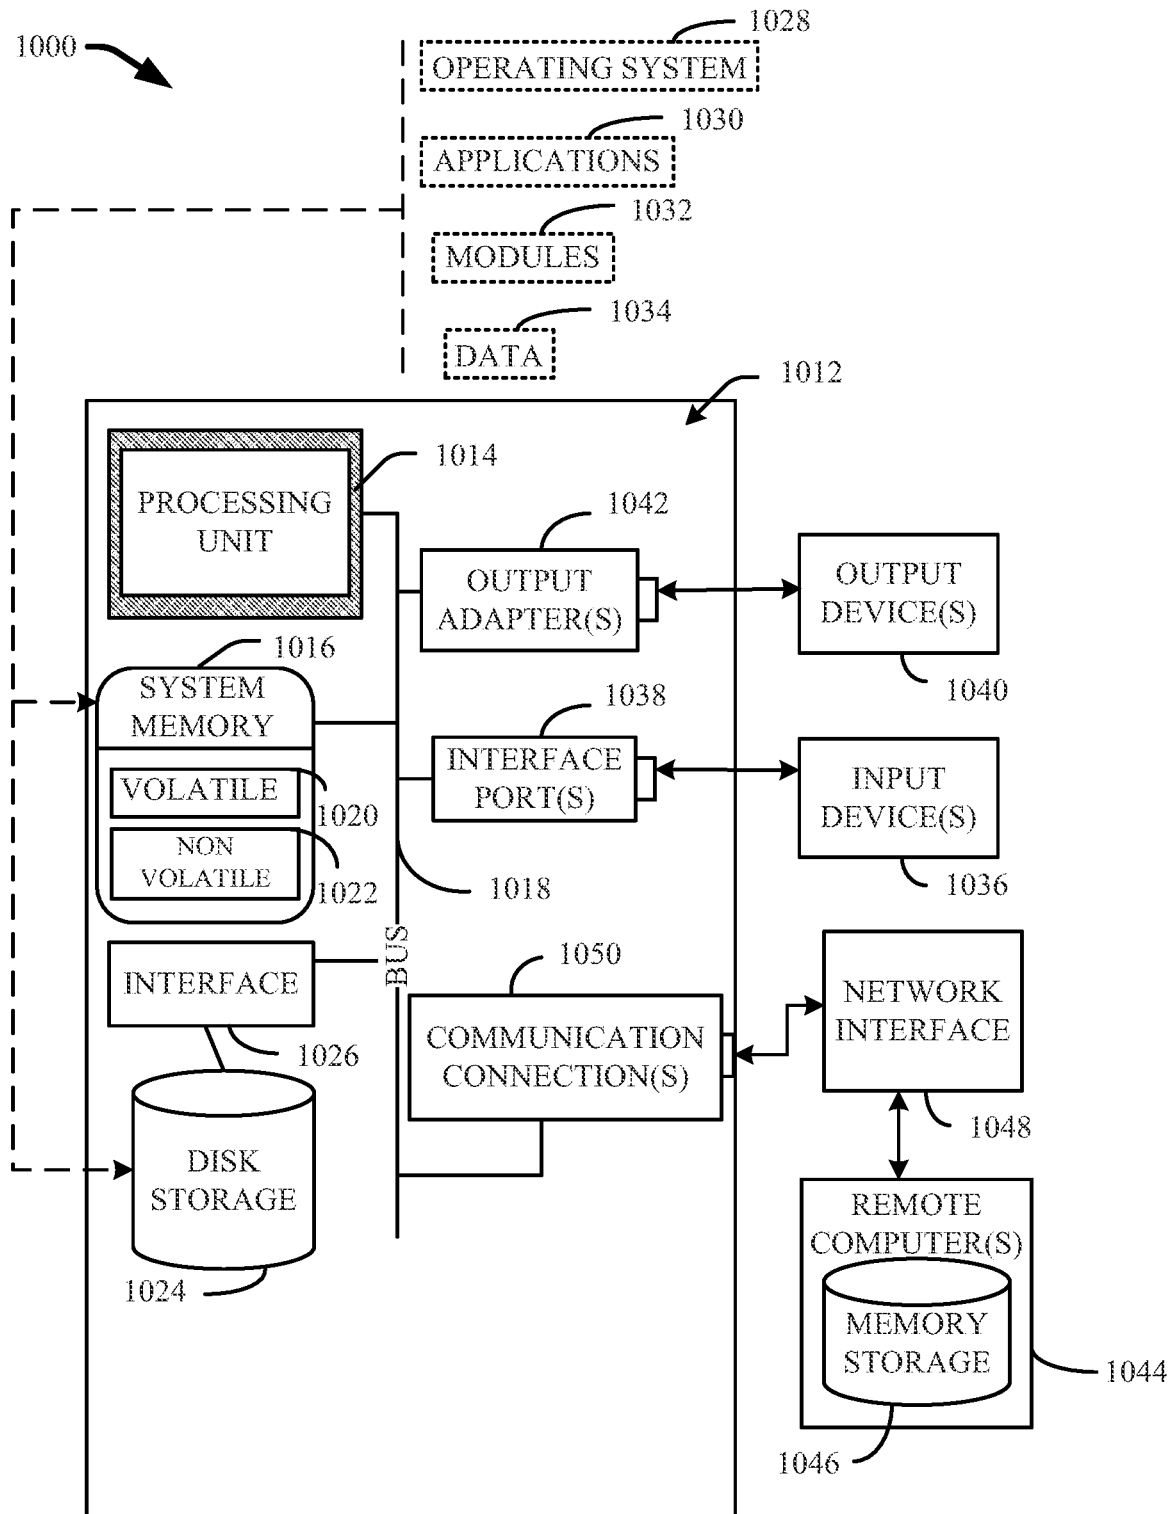 1000
1028
OPERATING SYSTEM
1030
APPLICATIONS
1032
MODULES
1034
DATA
1012
1014
PROCESSING
UNIT
1042
OUTPUT
ADAPTER(S)
OUTPUT
DEVICE(S)
1040
1016
SYSTEM
MEMORY
VOLATILE
1020
NON
VOLATILE
1022
1038
INTERFACE
PORT(S)
INPUT
DEVICE(S)
1036
1018
BUS
INTERFACE
1026
1050
COMMUNICATION
CONNECTION(S)
NETWORK
INTERFACE
1048
DISK
STORAGE
1024
REMOTE
COMPUTER(S)
MEMORY
STORAGE
1044
1046